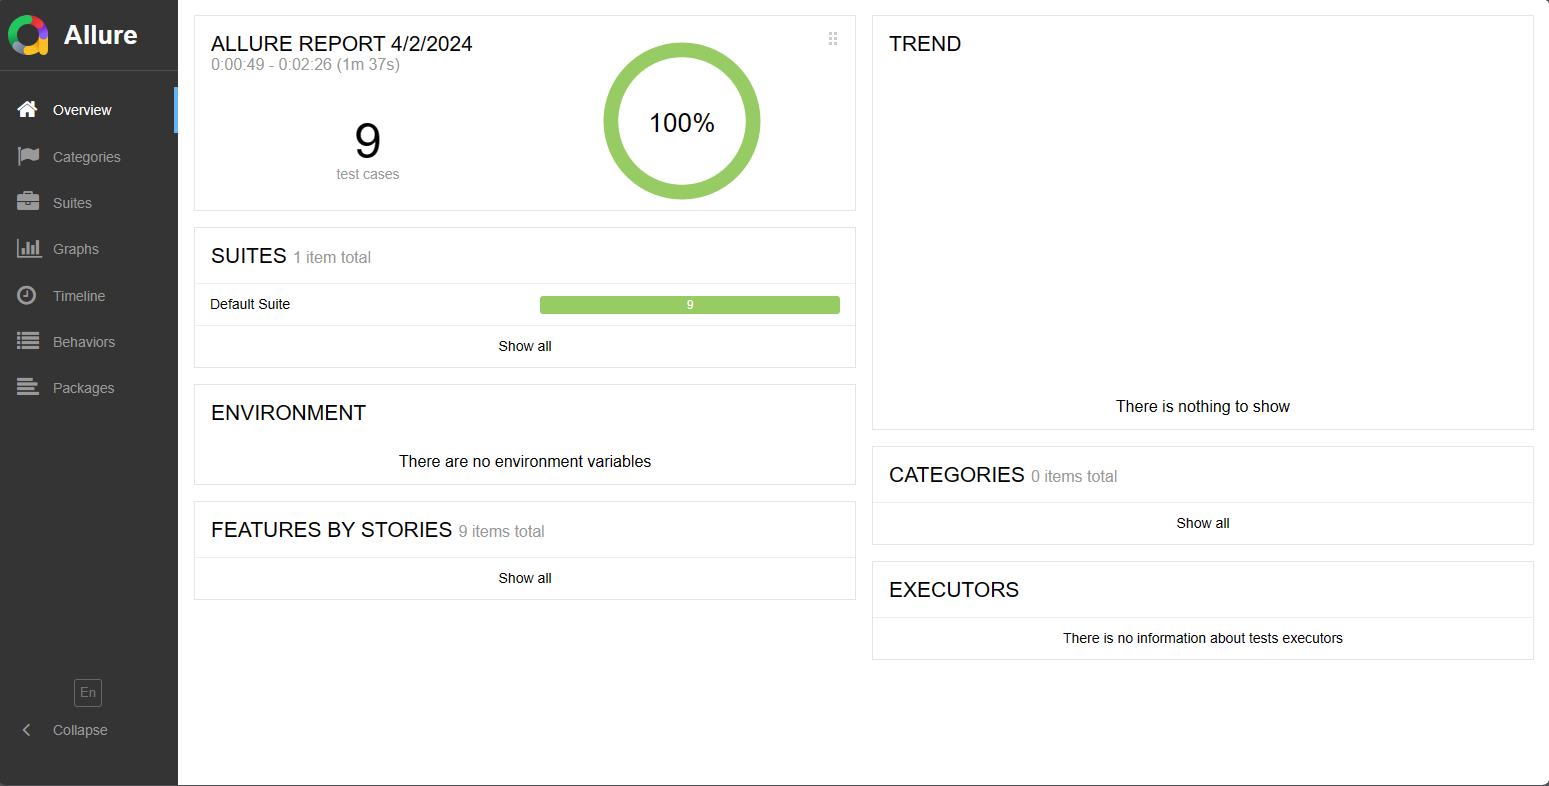 Allure
Overview
Categories
Suites
Graphs
Timeline
Behaviors
Packages
En
Collapse
ALLURE REPORT 4/2/2024
0:00:49 - 0:02:26 (1m 37s)
9
test cases
100%
SUITES 1 item total
Default Suite 9
Show all
ENVIRONMENT
There are no environment variables
FEATURES BY STORIES 9 items total
Show all
TREND
There is nothing to show
CATEGORIES 0 items total
Show all
EXECUTORS
There is no information about tests executors